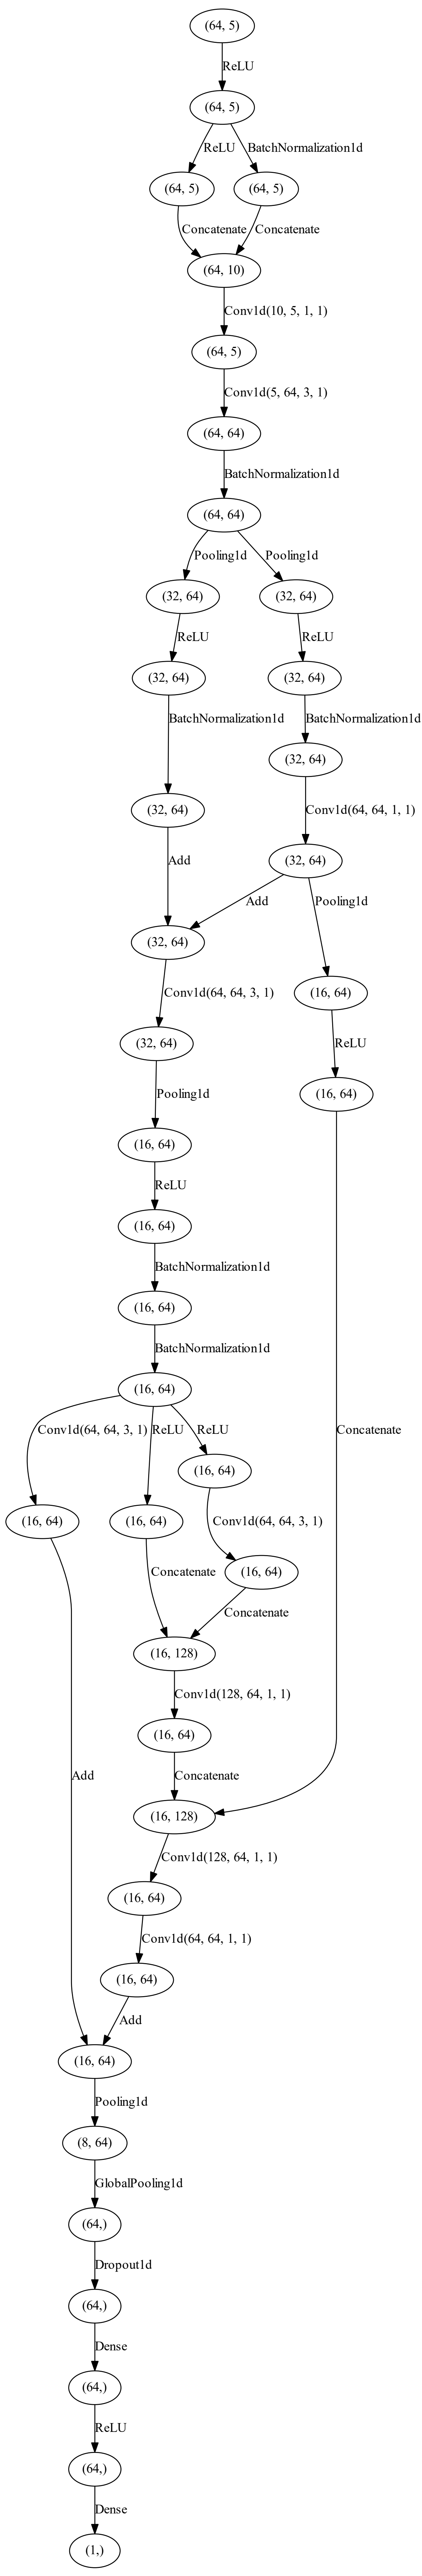 (64, 5)
ReLU
(64, 5)
ReLU BatchNormalization1d
(64, 5) (64, 5)
Concatenate Concatenate
(64, 10)
Conv1d(10, 5, 1, 1)
(64, 5)
Conv1d(5, 64, 3, 1)
(64, 64)
BatchNormalization1d
(64, 64)
Pooling1d Pooling1d
(32, 64) (32, 64)
ReLU ReLU
(32, 64) (32, 64)
BatchNormalization1d BatchNormalization1d
(32, 64)
(32, 64)
Conv1d(64, 64, 1, 1)
Add (32, 64)
Add Pooling1d
(32, 64)
Conv1d(64, 64, 3, 1) (16, 64)
(32, 64) ReLU
Pooling1d (16, 64)
(16, 64)
ReLU
(16, 64)
BatchNormalization1d
(16, 64)
BatchNormalization1d
(16, 64)
Conv1d(64, 64, 3, 1) ReLU ReLU Concatenate
(16, 64)
(16, 64) (16, 64) Conv1d(64, 64, 3, 1)
Concatenate (16, 64)
Concatenate
(16, 128)
Conv1d(128, 64, 1, 1)
(16, 64)
Add Concatenate
(16, 128)
Conv1d(128, 64, 1, 1)
(16, 64)
Conv1d(64, 64, 1, 1)
(16, 64)
Add
(16, 64)
Pooling1d
(8, 64)
GlobalPooling1d
(64,)
Dropout1d
(64,)
Dense
(64,)
ReLU
(64,)
Dense
(1,)